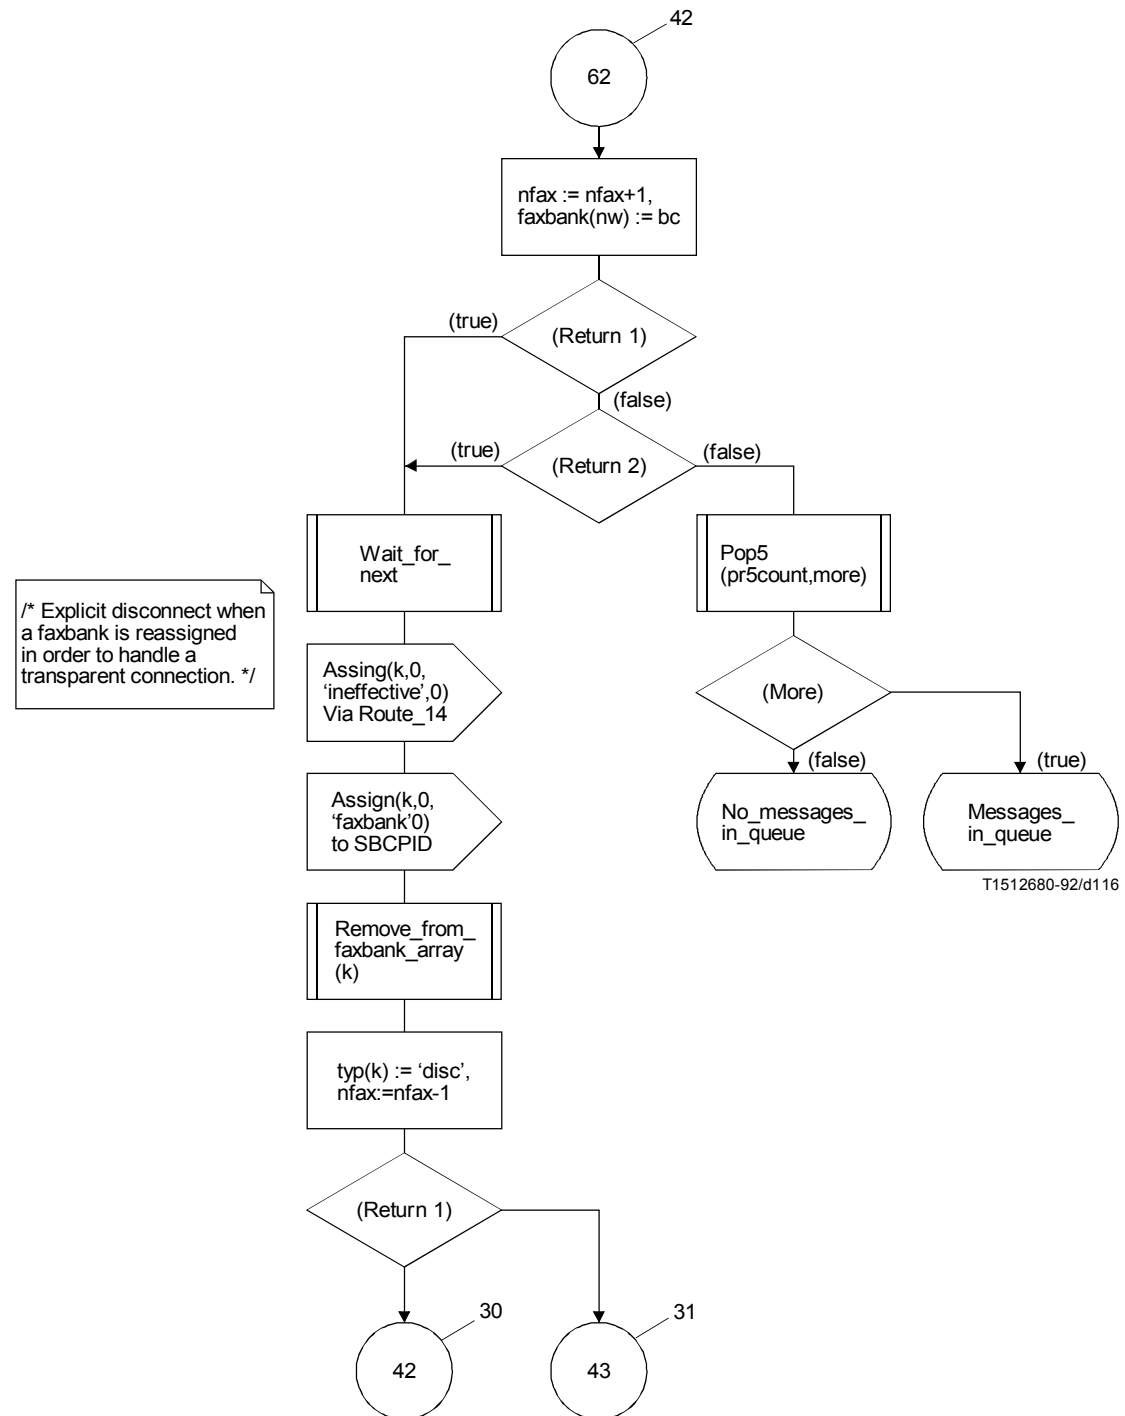 42
62
nfax := nfax+1,
faxbank(nw) := bc
(true)
(Return 1)
(false)
(true)
(Return 2)
(false)
Wait_for_
next
Pop5
(pr5count,more)
/* Explicit disconnect when
a faxbank is reassigned
in order to handle a
transparent connection. */
Assing(k,0,
‘ineffective’,0)
Via Route_14
(More)
(false)
(true)
Assign(k,0,
‘faxbank’0)
to SBCPID
No_messages_
in_queue
Messages_
in_queue
T1512680-92/d116
Remove_from_
faxbank_array
(k)
typ(k) := ‘disc’,
nfax:=nfax-1
(Return 1)
30
31
42
43